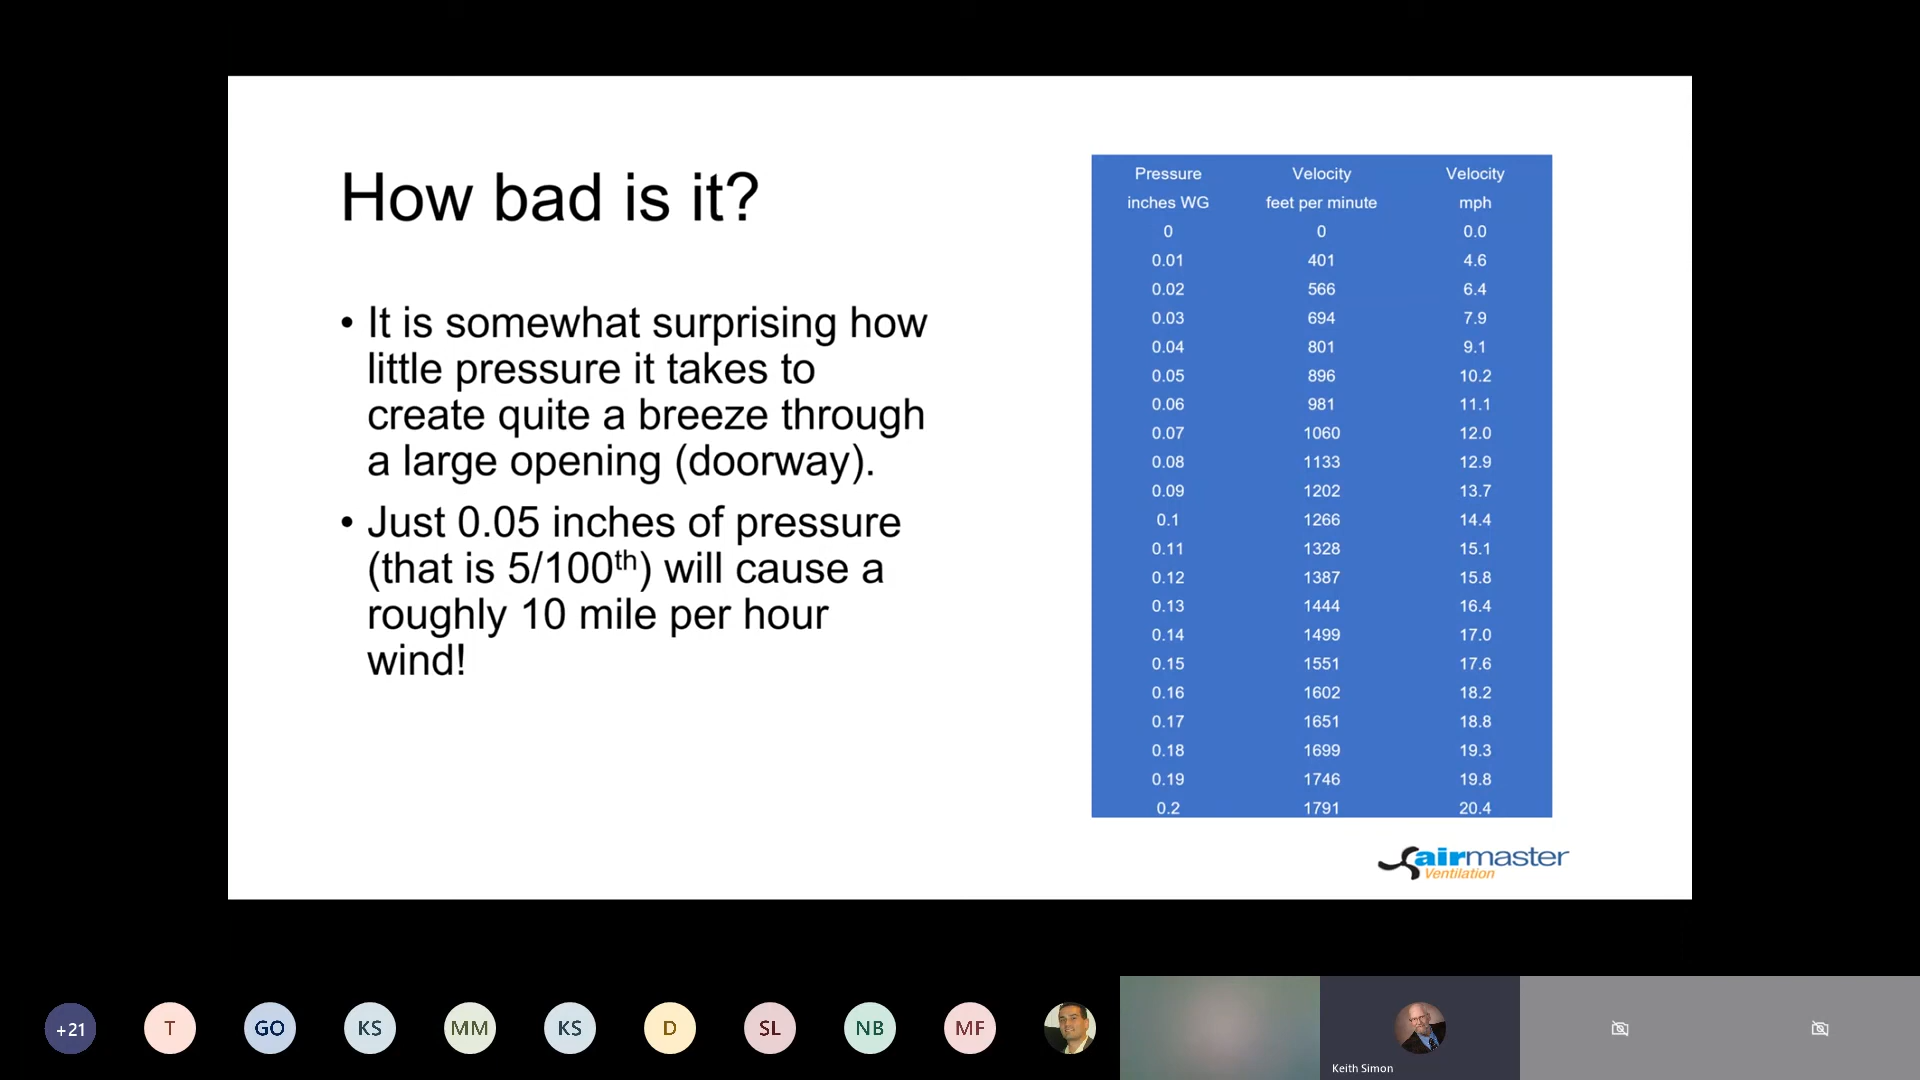 How bad is it?
• It is somewhat surprising how
little pressure it takes to
create quite a breeze through
a large opening (doorway).
• Just 0.05 inches of pressure
(that is 5/100th) will cause a
roughly 10 mile per hour
wind!
Pressure Velocity Velocity
inches WG feet per minute mph
0 0 0.0
0.01 401 4.6
0.02 566 6.4
0.03 694 7.9
0.04 801 9.1
0.05 896 10.2
0.06 981 11.1
0.07 1060 12.0
0.08 1133 12.9
0.09 1202 13.7
0.1 1266 14.4
0.11 1328 15.1
0.12 1387 15.8
0.13 1444 16.4
0.14 1499 17.0
0.15 1551 17.6
0.16 1602 18.2
0.17 1651 18.8
0.18 1699 19.3
0.19 1746 19.8
0.2 1791 20.4
airmaster
Ventilation
+21 T GO KS MM KS D SL NB MF
Keith Simon